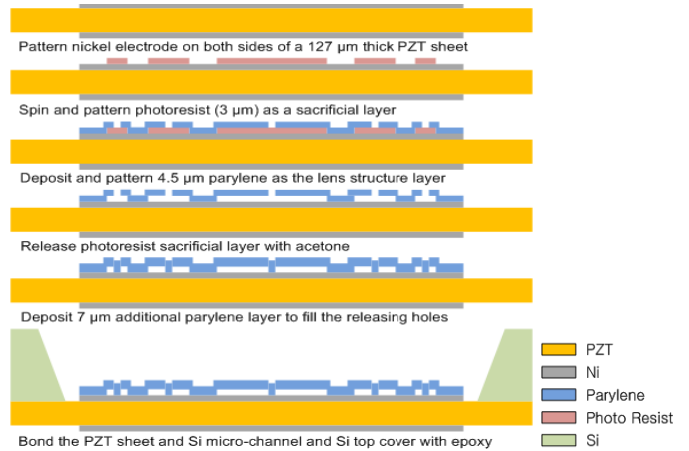 Pattern nickel electrode on both sides of a 127 μm thick PZT sheet
Spin and pattern photoresist (3 μm) as a sacrificial layer
Deposit and pattern 4.5 μm parylene as the lens structure layer
Release photoresist sacrificial layer with acetone
Deposit 7 μm additional parylene layer to fill the releasing holes
Bond the PZT sheet and Si micro-channel and Si top cover with epoxy
PZT
Ni
Parylene
Photo Resist
Si